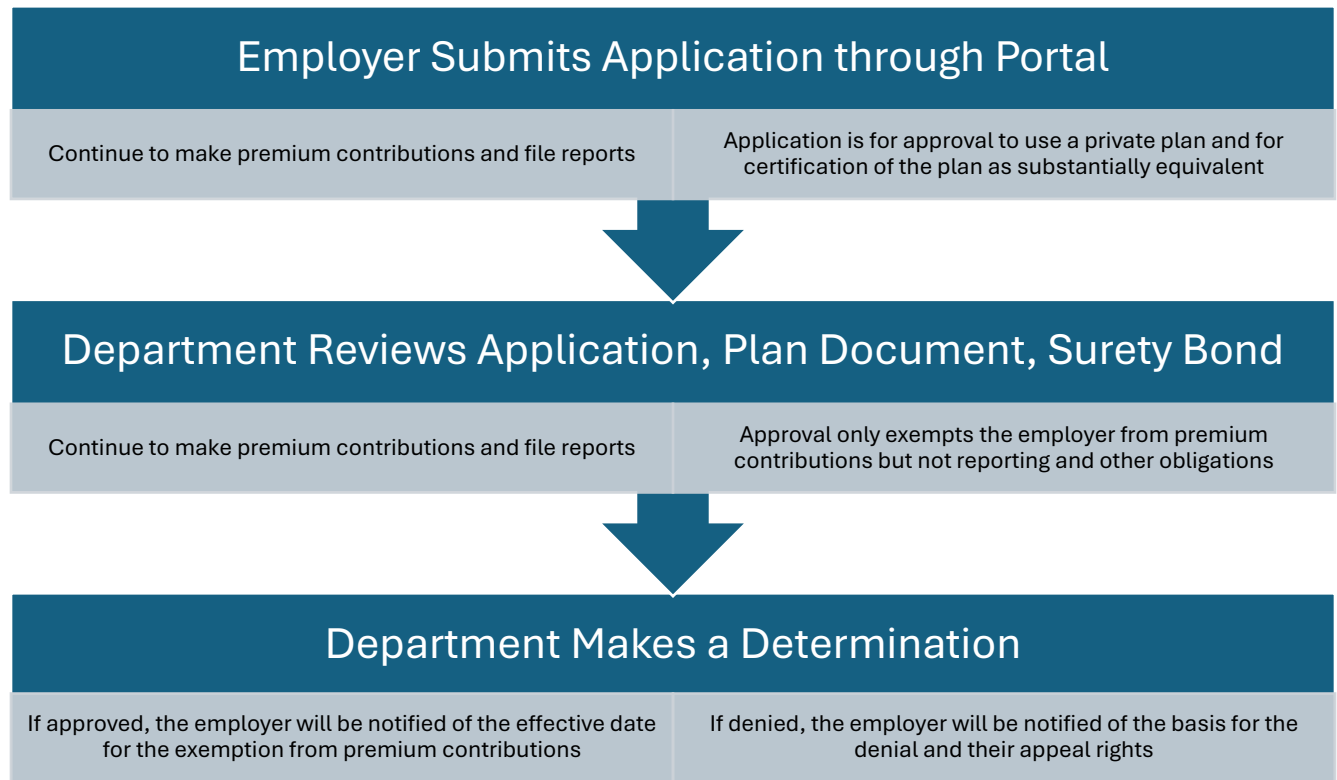 Employer Submits Application through Portal
Continue to make premium contributions and file reports
Application is for approval to use a private plan and for
certification of the plan as substantially equivalent
Department Reviews Application, Plan Document, Surety Bond
Continue to make premium contributions and file reports
Approval only exempts the employer from premium
contributions but not reporting and other obligations
Department Makes a Determination
If approved, the employer will be notified of the effective date
for the exemption from premium contributions
If denied, the employer will be notified of the basis for the
denial and their appeal rights